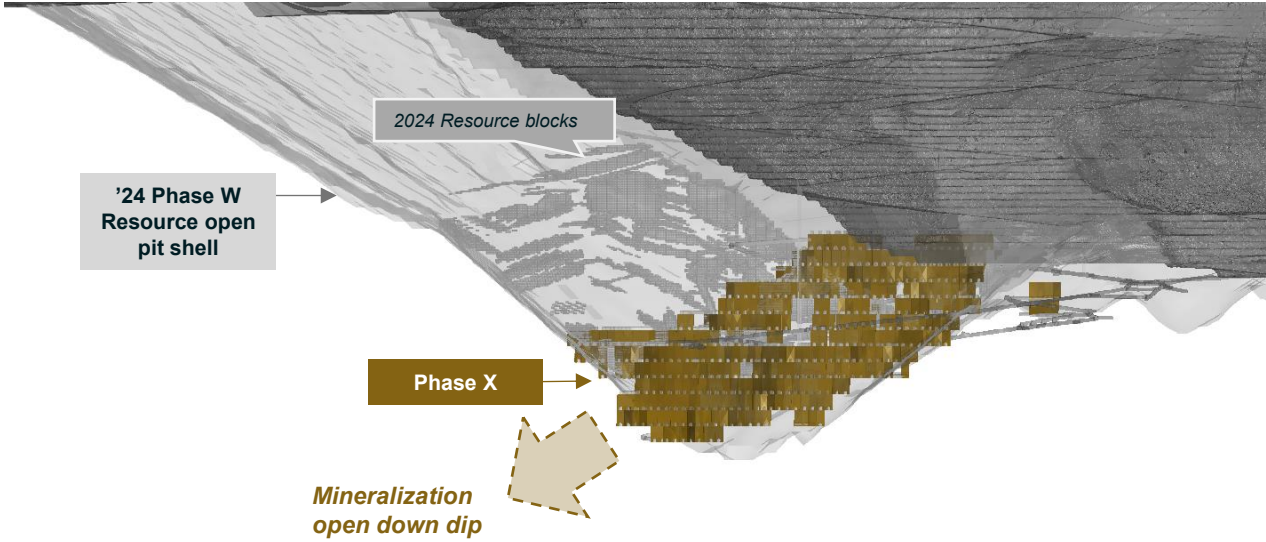 2024 Resource blocks
’24 Phase W
Resource open
pit shell
Phase X
Mineralization
open down dip